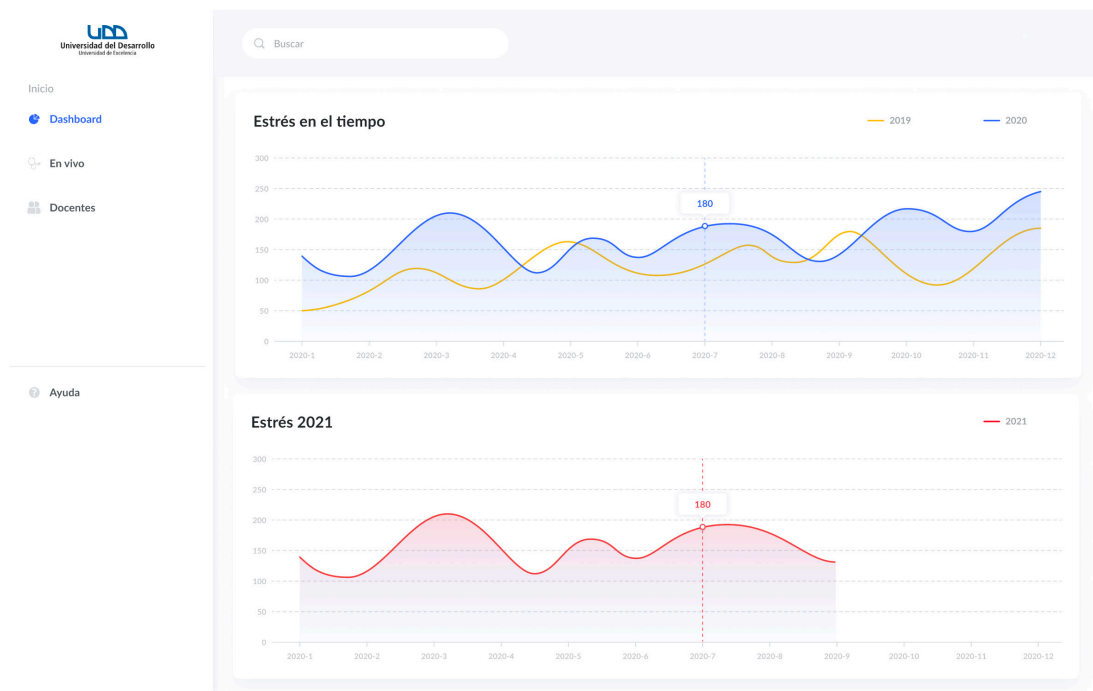 UDD
Universidad del Desarrollo
Universidad de Excelencia
Buscar
Inicio
Dashboard
En vivo
Docentes
Ayuda
Estrés en el tiempo
2019 2020
300
250
200
150
100
50
0
180
2020-1 2020-2 2020-3 2020-4 2020-5 2020-6 2020-7 2020-8 2020-9 2020-10 2020-11 2020-12
Estrés 2021
2021
300
250
200
150
100
50
0
180
2020-1 2020-2 2020-3 2020-4 2020-5 2020-6 2020-7 2020-8 2020-9 2020-10 2020-11 2020-12